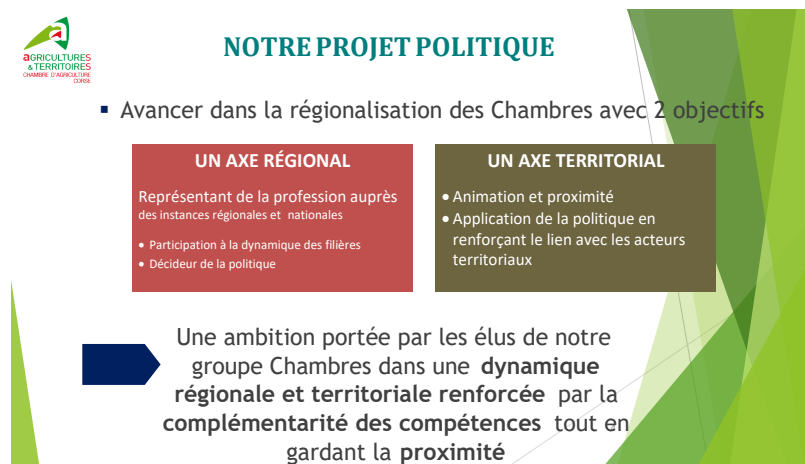 aGRICULTURES
& TERRITOIRES
CHAMBRE D'AGRICULTURE
CORSE
NOTRE PROJET POLITIQUE
▪ Avancer dans la régionalisation des Chambres avec 2 objectifs
UN AXE RÉGIONAL
Représentant de la profession auprès
des instances régionales et nationales
• Participation à la dynamique des filières
• Décideur de la politique
UN AXE TERRITORIAL
• Animation et proximité
• Application de la politique en
renforçant le lien avec les acteurs
territoriaux
Une ambition portée par les élus de notre
groupe Chambres dans une dynamique
régionale et territoriale renforcée par la
complémentarité des compétences tout en
gardant la proximité